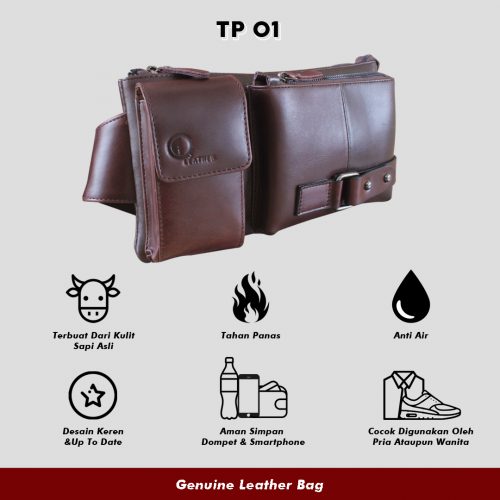 TP 01
LEATHER
Terbuat Dari Kulit
Sapi Asli
Tahan Panas
Anti Air
Desain Keren
&Up To Date
Aman Simpan
Dompet & Smartphone
Cocok Digunakan Oleh
Pria Ataupun Wanita
Genuine Leather Bag